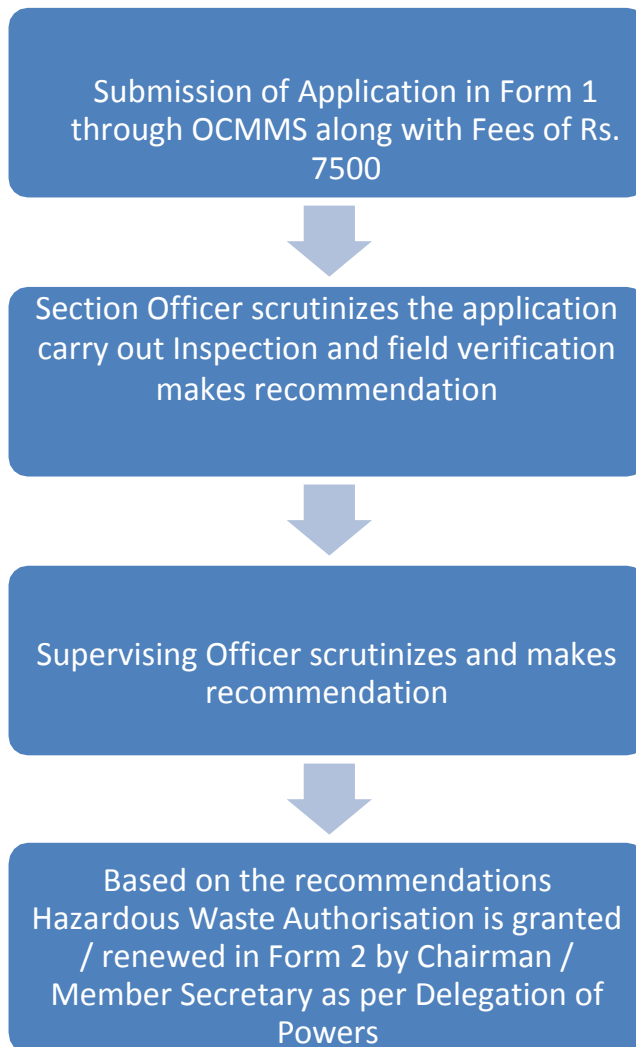 Submission of Application in Form 1
through OCMMS along with Fees of Rs.
7500
Section Officer scrutinizes the application
carry out Inspection and field verification
makes recommendation
Supervising Officer scrutinizes and makes
recommendation
Based on the recommendations
Hazardous Waste Authorisation is granted
/ renewed in Form 2 by Chairman /
Member Secretary as per Delegation of
Powers